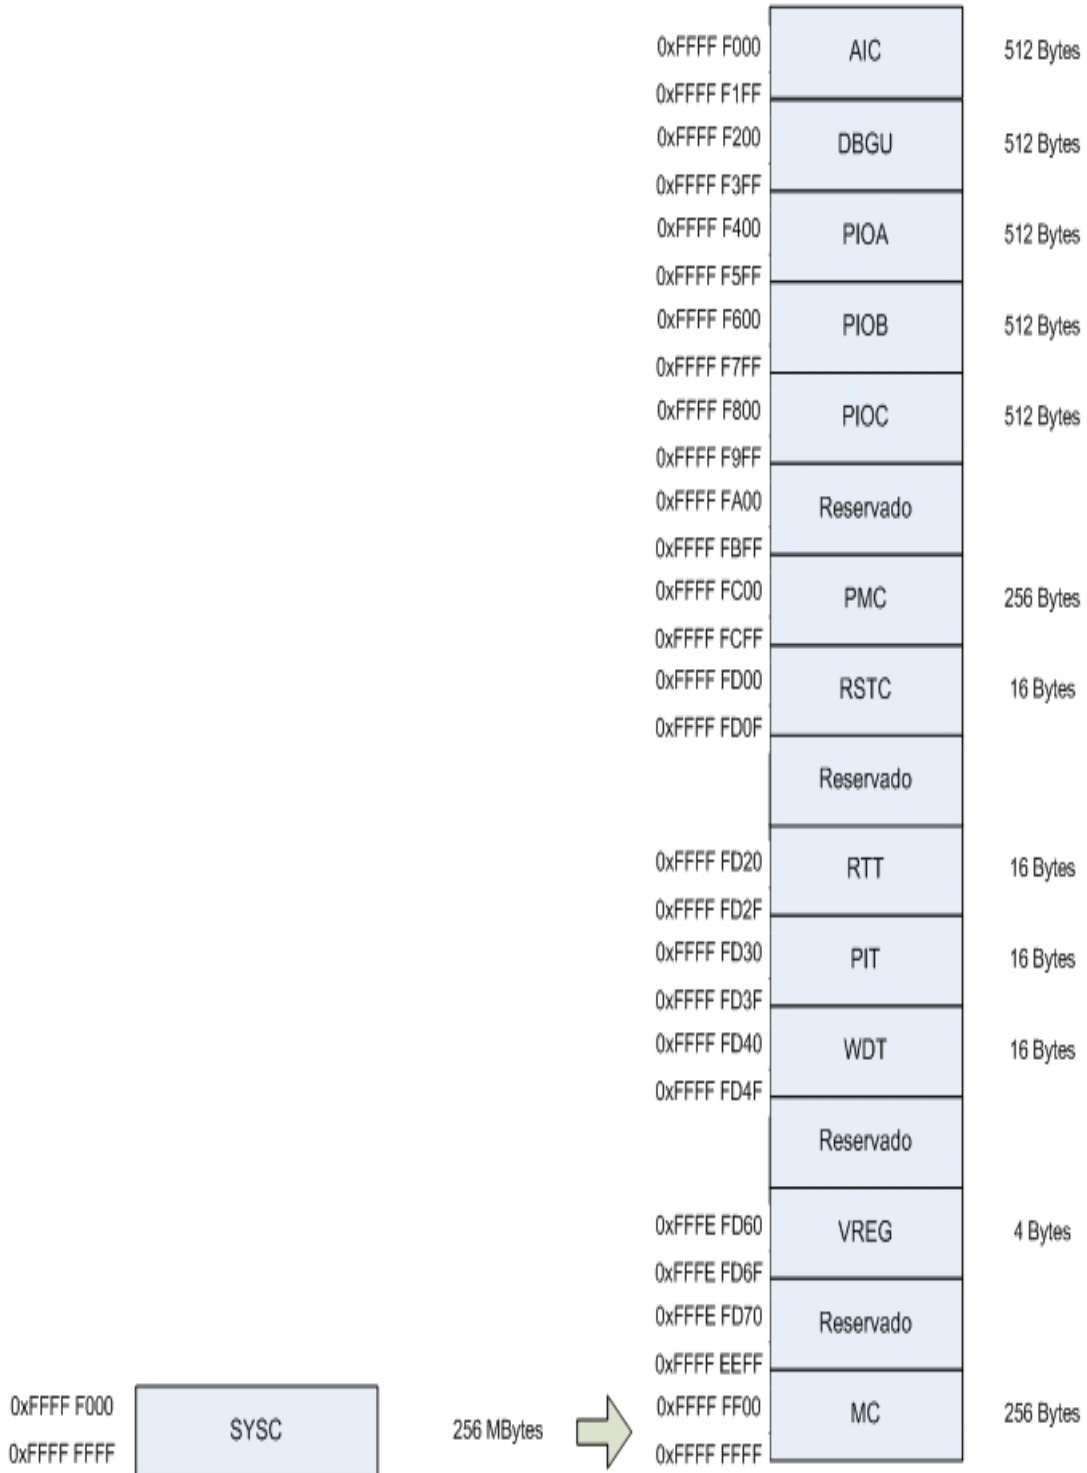 0xFFFF F000
AIC
512 Bytes
0xFFFF F1FF
0xFFFF F200
DBGU
512 Bytes
0xFFFF F3FF
0xFFFF F400
PIOA
512 Bytes
0xFFFF F5FF
0xFFFF F600
PIOB
512 Bytes
0xFFFF F7FF
0xFFFF F800
PIOC
512 Bytes
0xFFFF F9FF
0xFFFF FA00
Reservado
0xFFFF FBFF
0xFFFF FC00
PMC
256 Bytes
0xFFFF FCFF
0xFFFF FD00
RSTC
16 Bytes
0xFFFF FD0F
Reservado
0xFFFF FD20
RTT
16 Bytes
0xFFFF FD2F
0xFFFF FD30
PIT
16 Bytes
0xFFFF FD3F
0xFFFF FD40
WDT
16 Bytes
0xFFFF FD4F
Reservado
0xFFFE FD60
VREG
4 Bytes
0xFFFE FD6F
0xFFFE FD70
Reservado
0xFFFF EEFF
0xFFFF F000
SYSC
256 MBytes
0xFFFF FFFF
0xFFFF FF00
MC
256 Bytes
0xFFFF FFFF